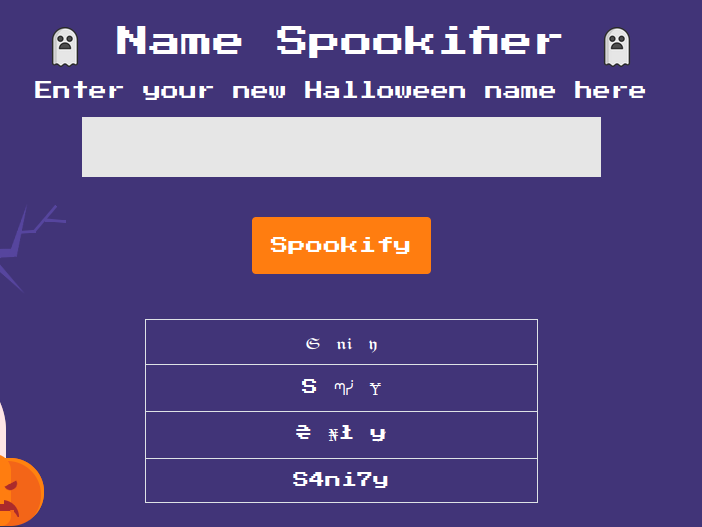 Name Spookifier
Enter your new Halloween name here
Spookify
𝔖 𝔫𝔦 𝔶
S
₴ ₦ł y
S4ni7y